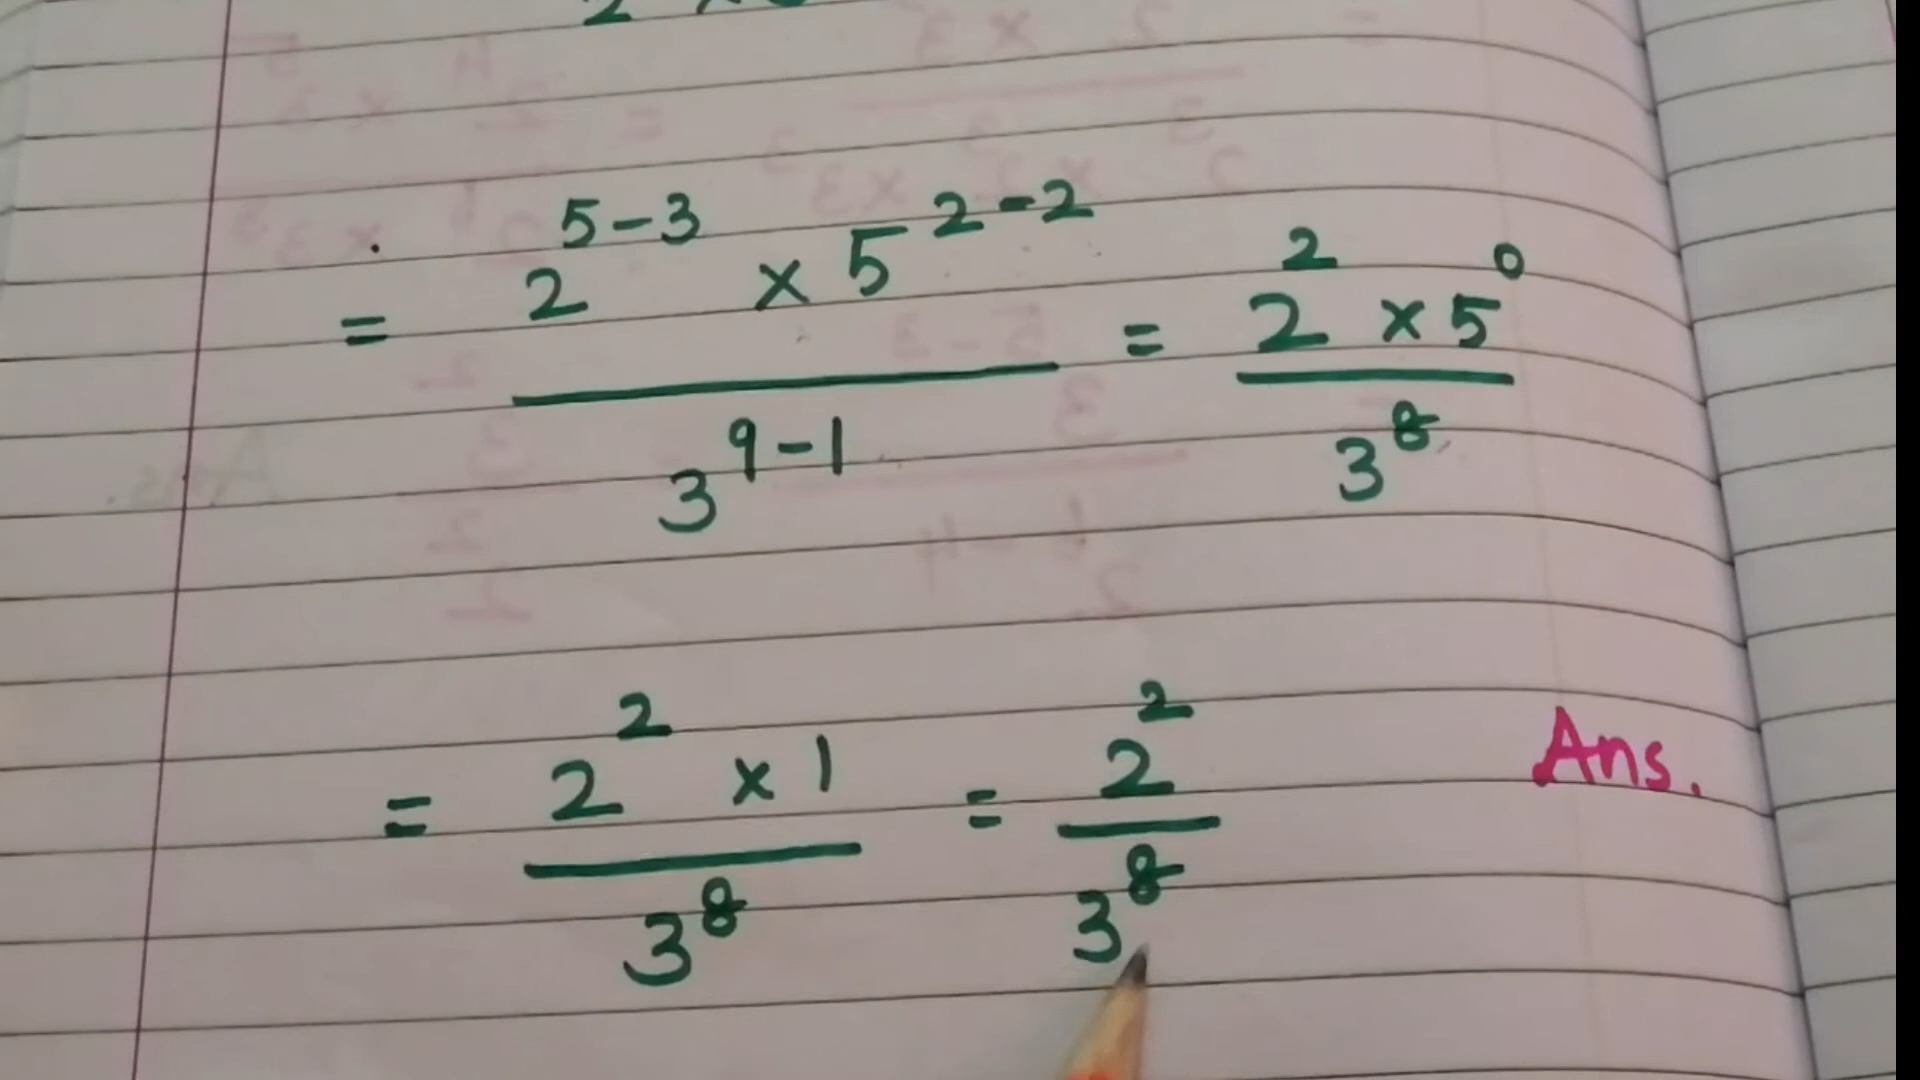 = 2^{5-3} × 5^{2-2} / 3^{9-1} = 2^2 × 5^0 / 3^8
= 2^2 × 1 / 3^8 = 2^2 / 3^8 Ans.